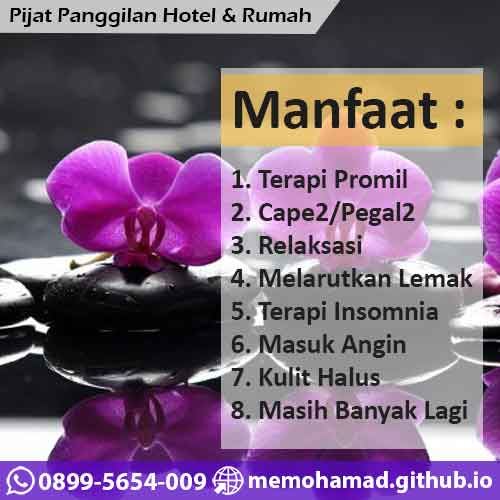 Pijat Panggilan Hotel & Rumah
Manfaat :
1. Terapi Promil
2. Cape2/Pegal2
3. Relaksasi
4. Melarutkan Lemak
5. Terapi Insomnia
6. Masuk Angin
7. Kulit Halus
8. Masih Banyak Lagi
0899-5654-009 memohamad.github.io